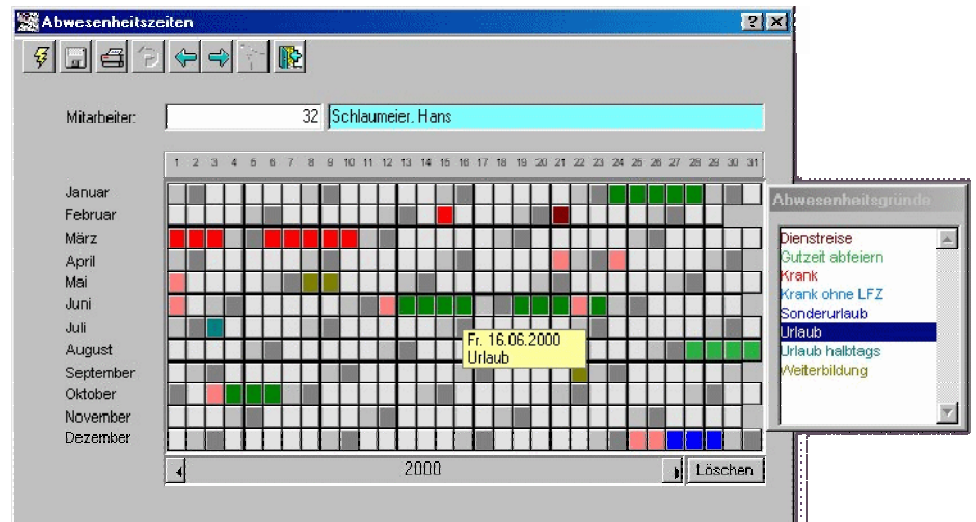 Abwesenheitszeiten
Mitarbeiter: 32 Schlaumeier, Hans
1 2 3 4 5 6 7 8 9 10 11 12 13 14 15 16 17 18 19 20 21 22 23 24 25 26 27 28 29 30 31
Januar
Februar
März
April
Mai
Juni
Juli
August
September
Oktober
November
Dezember
Fr. 16.06.2000
Urlaub
2000 Löschen
Abwesenheitsgründe
Dienstreise
Gutzeit abfeiern
Krank
Krank ohne LFZ
Sonderurlaub
Urlaub
Urlaub halbtags
Weiterbildung